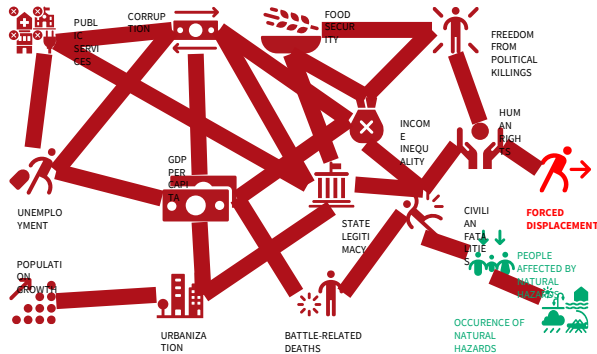 PUBL
IC
SERVI
CES
CORRUP
TION
FOOD
SECUR
ITY
FREEDOM
FROM
POLITICAL
KILLINGS
INCOM
E
INEQU
ALITY
HUM
AN
RIGH
TS
GDP
PER
CAPI
TA
UNEMPLO
YMENT
STATE
LEGITI
MACY
CIVILI
AN
FATA
LITIE
S
FORCED
DISPLACEMENT
POPULATI
ON
GROWTH
PEOPLE
AFFECTED BY
NATURAL
HAZARDS
URBANIZA
TION
BATTLE-RELATED
DEATHS
OCCURENCE OF
NATURAL
HAZARDS